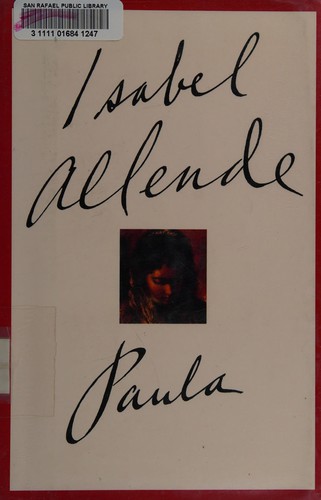 SAN RAFAEL PUBLIC LIBRARY
3 1111 01684 1247
Isabel
Allende
Paula